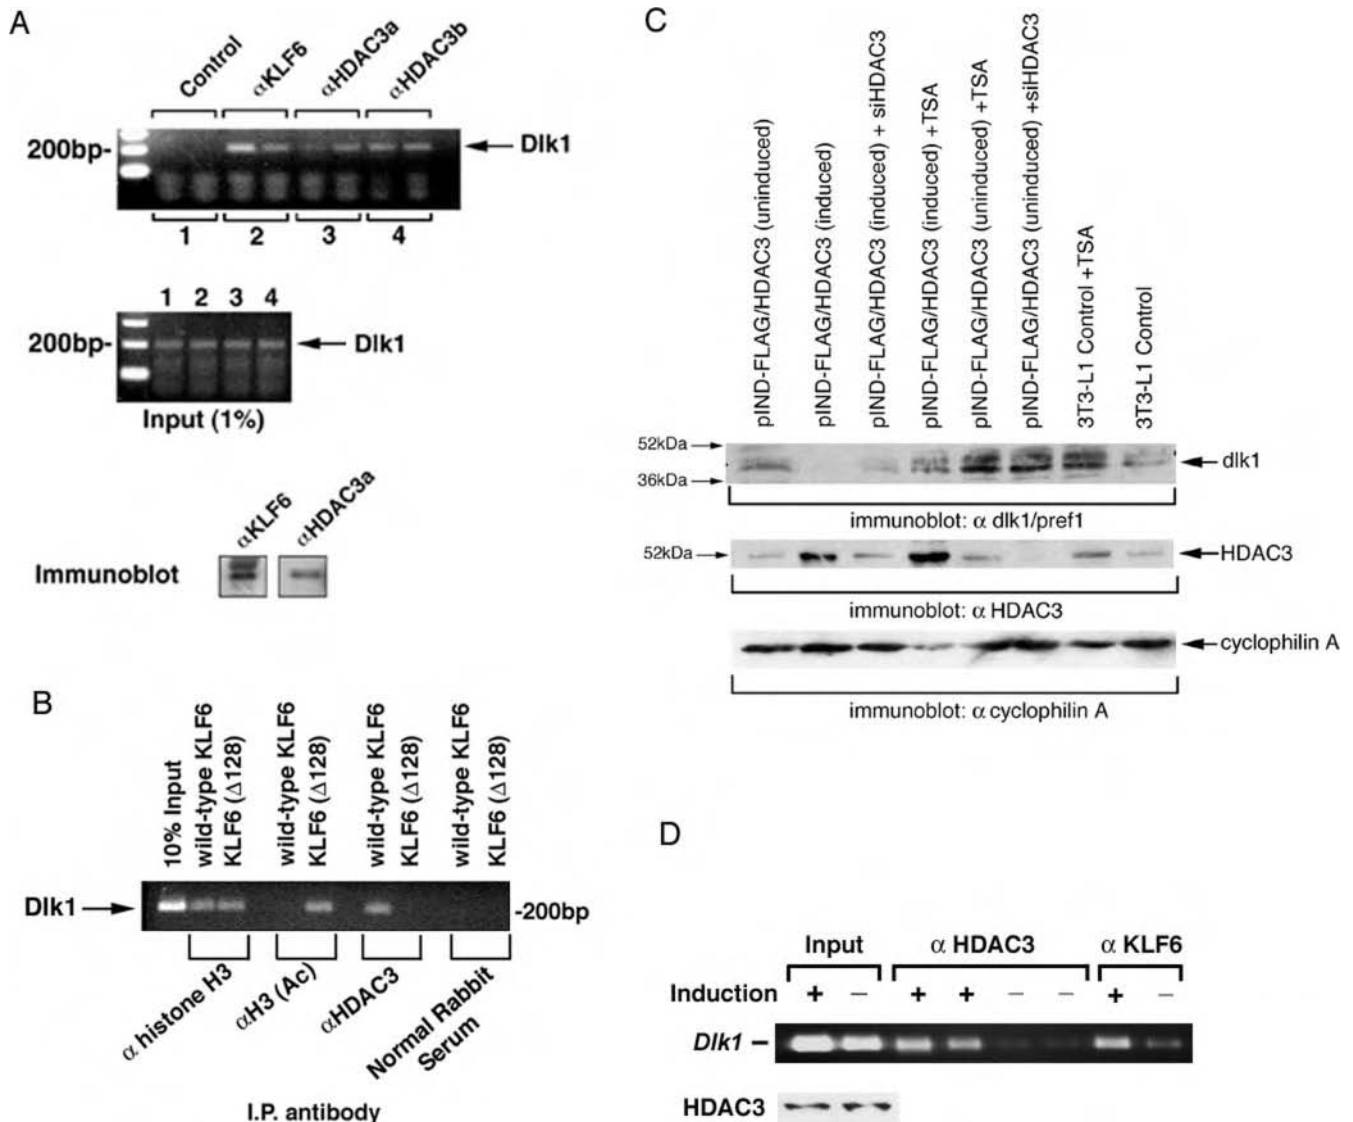 A
Control
αKLF6
αHDAC3a
αHDAC3b
200bp-
Dlk1
1 2 3 4
1 2 3 4
200bp-
Dlk1
Input (1%)
αKLF6
αHDAC3a
Immunoblot
B
10% Input
wild-type KLF6
KLF6 (Δ128)
wild-type KLF6
KLF6 (Δ128)
wild-type KLF6
KLF6 (Δ128)
wild-type KLF6
KLF6 (Δ128)
Dlk1
-200bp
α histone H3
αH3 (Ac)
αHDAC3
Normal Rabbit
Serum
I.P. antibody
C
pIND-FLAG/HDAC3 (uninduced)
pIND-FLAG/HDAC3 (induced)
pIND-FLAG/HDAC3 (induced) + siHDAC3
pIND-FLAG/HDAC3 (induced) +TSA
pIND-FLAG/HDAC3 (uninduced) +TSA
pIND-FLAG/HDAC3 (uninduced) +siHDAC3
3T3-L1 Control +TSA
3T3-L1 Control
52kDa
36kDa
dlk1
immunoblot: α dlk1/pref1
52kDa
HDAC3
immunoblot: α HDAC3
cyclophilin A
immunoblot: α cyclophilin A
D
Input α HDAC3 α KLF6
Induction + − + + − − + −
Dlk1 −
HDAC3